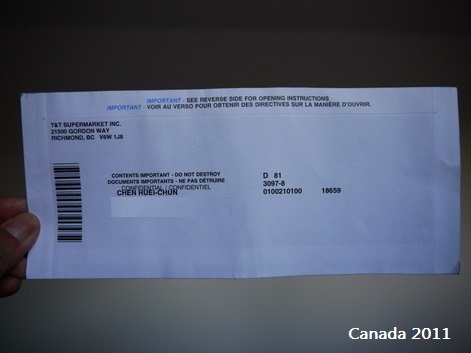 IMPORTANT - SEE REVERSE SIDE FOR OPENING INSTRUCTIONS
IMPORTANT - VOIR AU VERSO POUR OBTENIR DES DIRECTIVES SUR LA MANIÈRE D'OUVRIR.
T&T SUPERMARKET INC.
21500 GORDON WAY
RICHMOND, BC V6W 1J8
CONTENTS IMPORTANT - DO NOT DESTROY
DOCUMENTS IMPORTANTS - NE PAS DÉTRUIRE
CONFIDENTIAL / CONFIDENTIEL
CHEN HUEI-CHUN
D 81
3097-8
0100210100 18659
Canada 2011